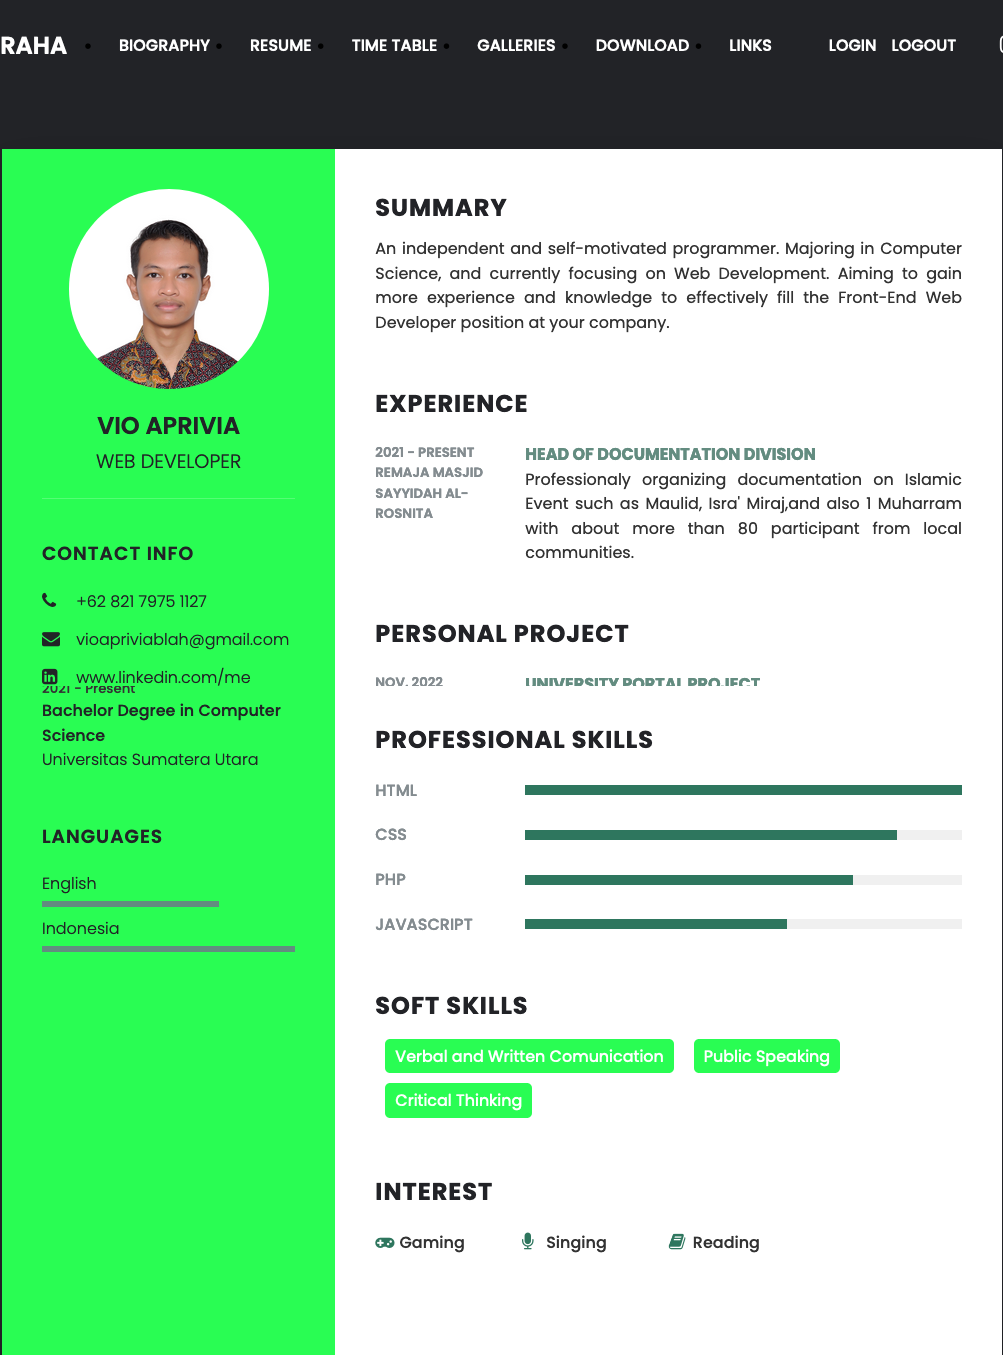 RAHA BIOGRAPHY RESUME TIME TABLE GALLERIES DOWNLOAD LINKS LOGIN LOGOUT
VIO APRIVIA
WEB DEVELOPER
CONTACT INFO
+62 821 7975 1127
vioapriviablah@gmail.com
www.linkedin.com/me
2021 - Present
Bachelor Degree in Computer
Science
Universitas Sumatera Utara
LANGUAGES
English
Indonesia
SUMMARY
An independent and self-motivated programmer. Majoring in Computer
Science, and currently focusing on Web Development. Aiming to gain
more experience and knowledge to effectively fill the Front-End Web
Developer position at your company.
EXPERIENCE
2021 - PRESENT
REMAJA MASJID
SAYYIDAH AL-
ROSNITA
HEAD OF DOCUMENTATION DIVISION
Professionaly organizing documentation on Islamic
Event such as Maulid, Isra' Miraj,and also 1 Muharram
with about more than 80 participant from local
communities.
PERSONAL PROJECT
NOV. 2022
UNIVERSITY PORTAL PROJECT
PROFESSIONAL SKILLS
HTML
CSS
PHP
JAVASCRIPT
SOFT SKILLS
Verbal and Written Comunication
Public Speaking
Critical Thinking
INTEREST
Gaming
Singing
Reading